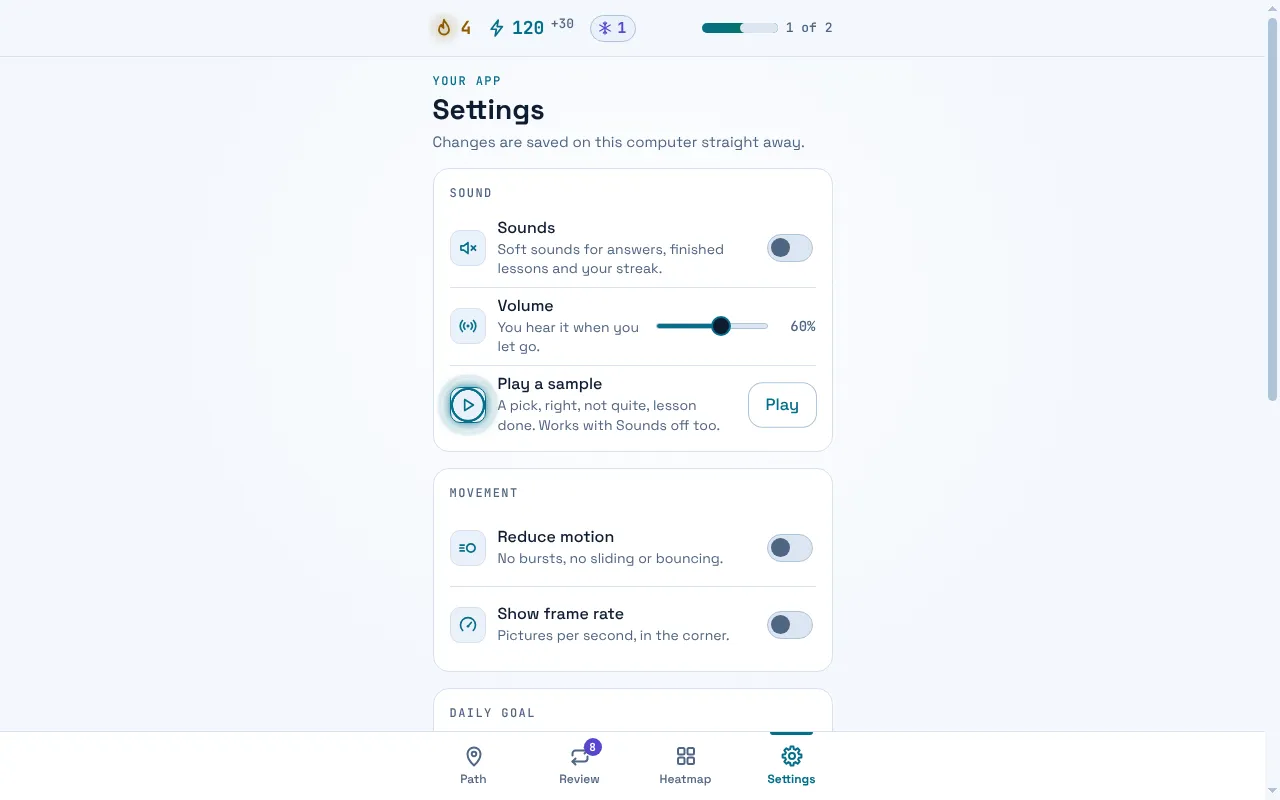 4 120 +30 1 1 of 2
YOUR APP
Settings
Changes are saved on this computer straight away.
SOUND
Sounds
Soft sounds for answers, finished
lessons and your streak.
Volume
You hear it when you
let go.
60%
Play a sample
A pick, right, not quite, lesson
done. Works with Sounds off too.
Play
MOVEMENT
Reduce motion
No bursts, no sliding or bouncing.
Show frame rate
Pictures per second, in the corner.
DAILY GOAL
Path
Review
8
Heatmap
Settings